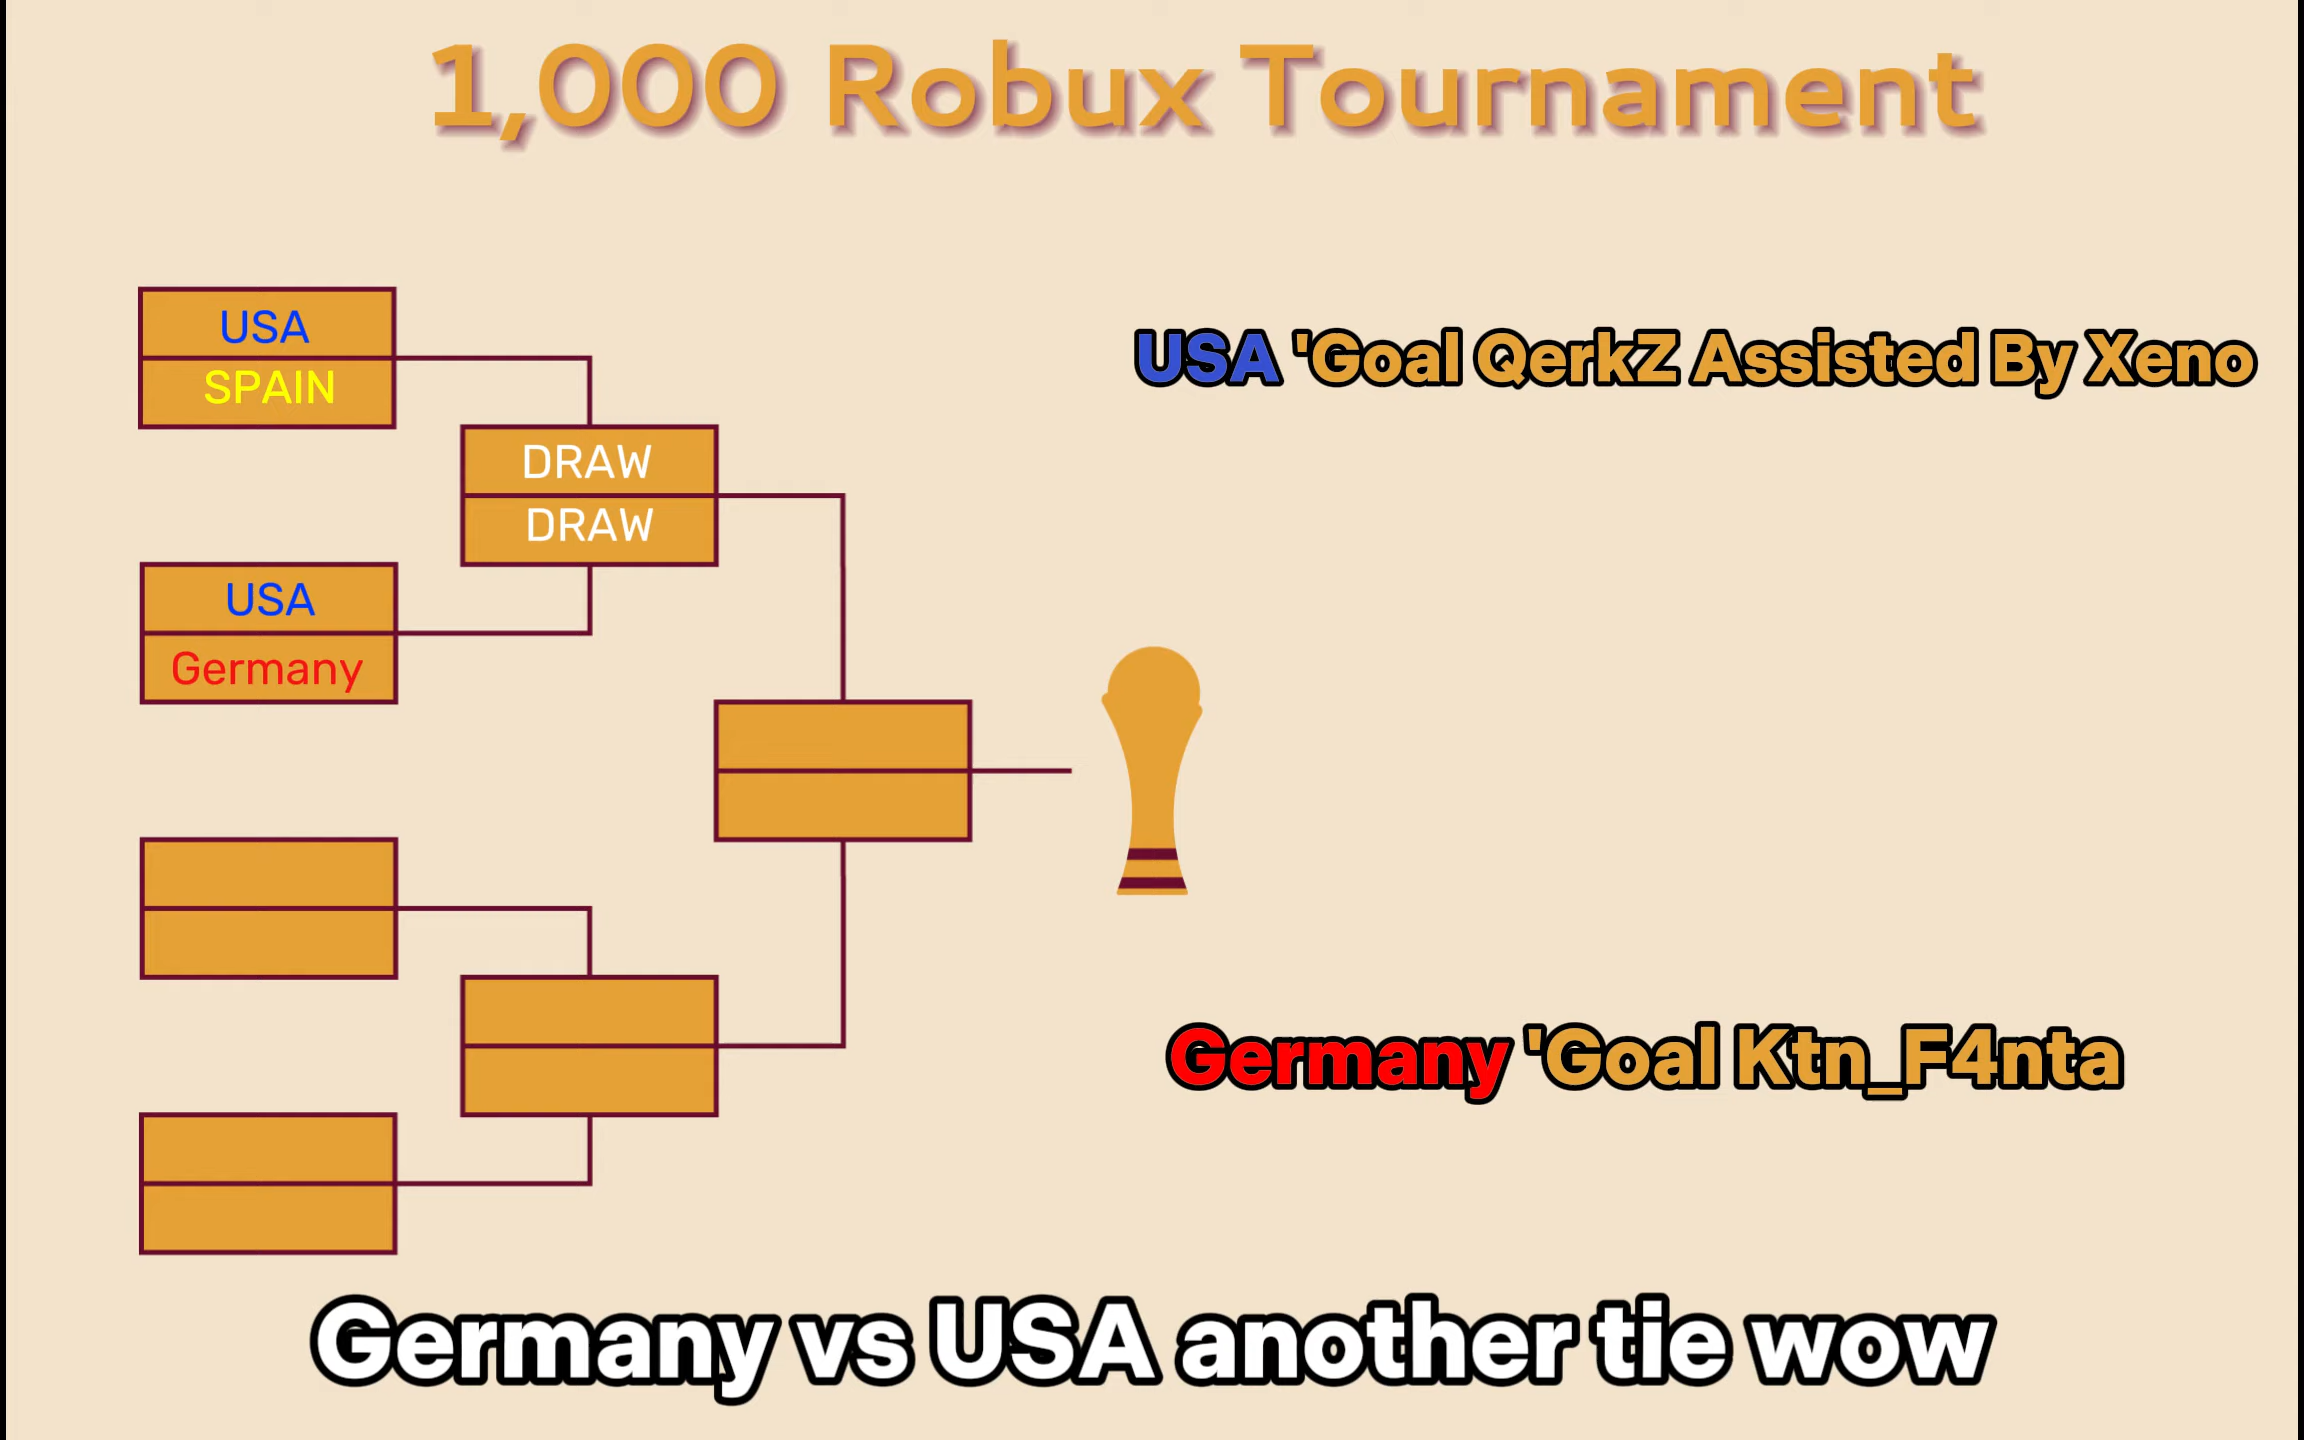 1,000 Robux Tournament
USA
SPAIN
DRAW
DRAW
USA
Germany
USA 'Goal QerkZ Assisted By Xeno
Germany 'Goal Ktn_F4nta
Germany vs USA another tie wow